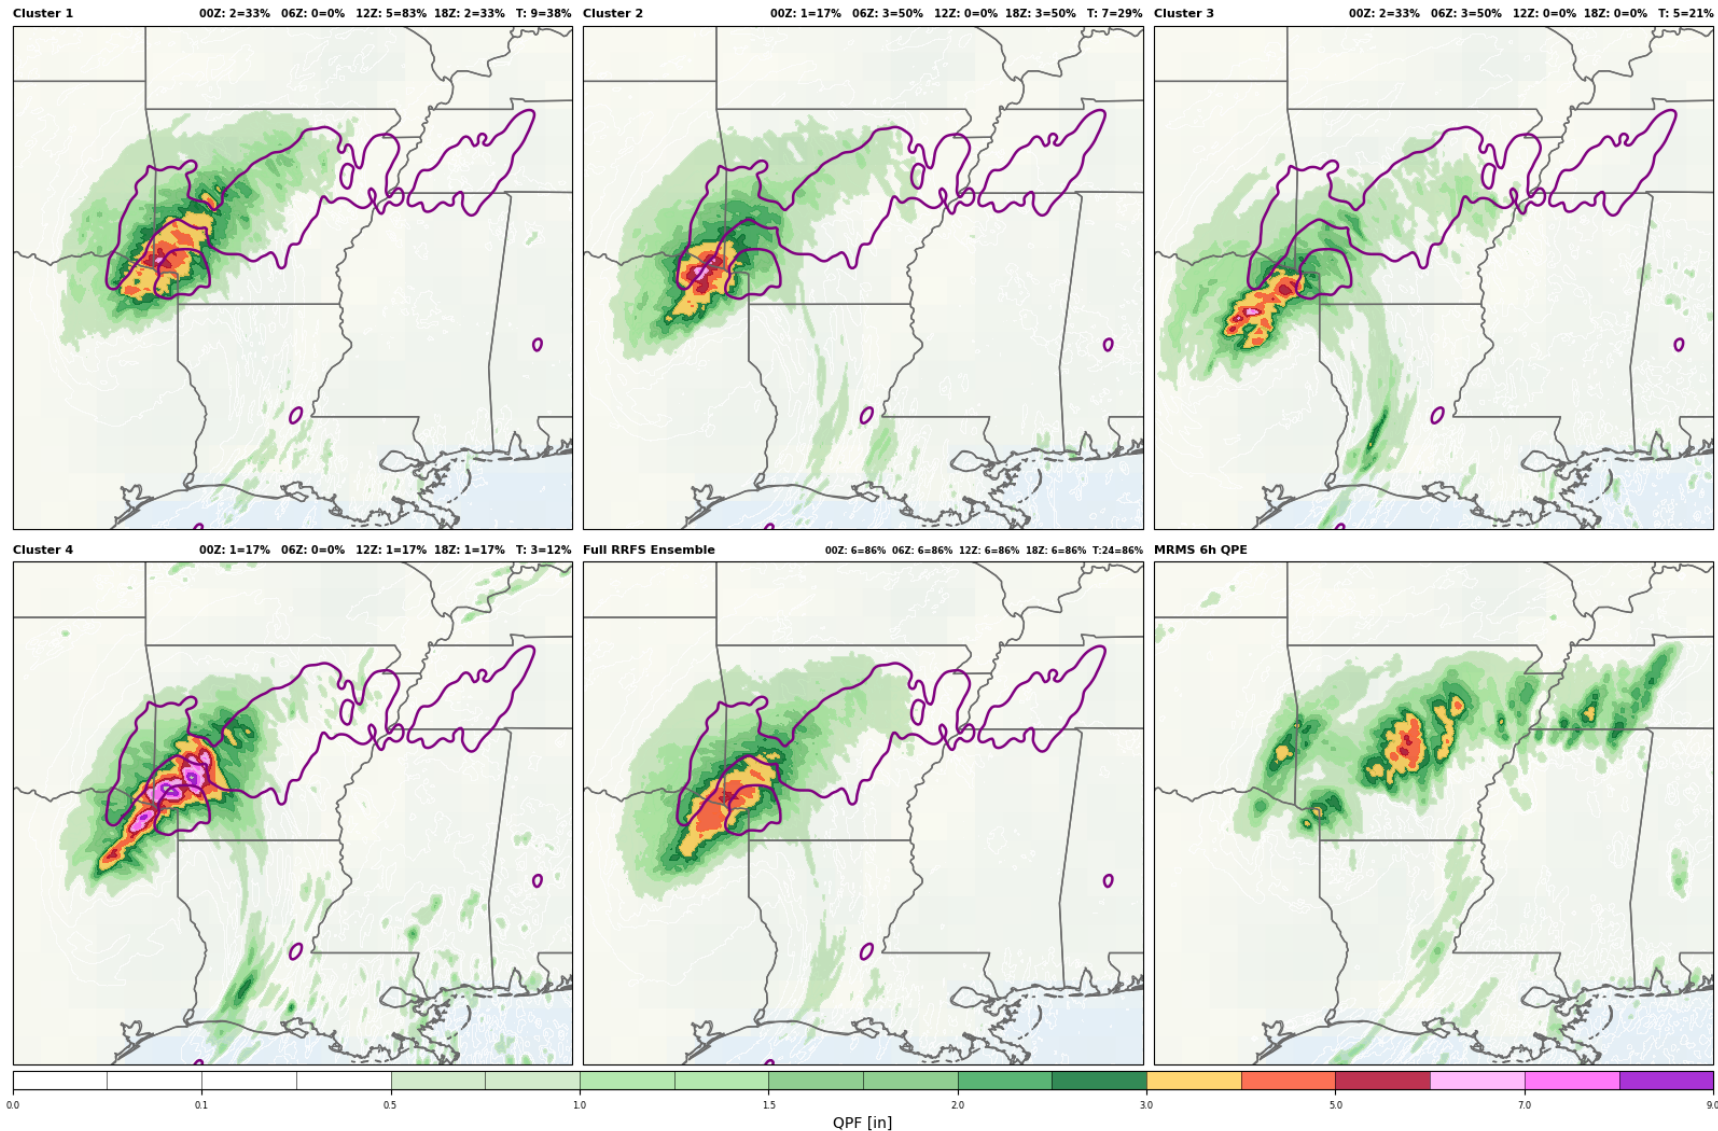 Cluster 1 00Z: 2=33% 06Z: 0=0% 12Z: 5=83% 18Z: 2=33% T: 9=38%
Cluster 2 00Z: 1=17% 06Z: 3=50% 12Z: 0=0% 18Z: 3=50% T: 7=29%
Cluster 3 00Z: 2=33% 06Z: 3=50% 12Z: 0=0% 18Z: 0=0% T: 5=21%
Cluster 4 00Z: 1=17% 06Z: 0=0% 12Z: 1=17% 18Z: 1=17% T: 3=12%
Full RRFS Ensemble 00Z: 6=86% 06Z: 6=86% 12Z: 6=86% 18Z: 6=86% T:24=86%
MRMS 6h QPE
0.0 0.1 0.5 1.0 1.5 2.0 3.0 5.0 7.0 9.0
QPF [in]